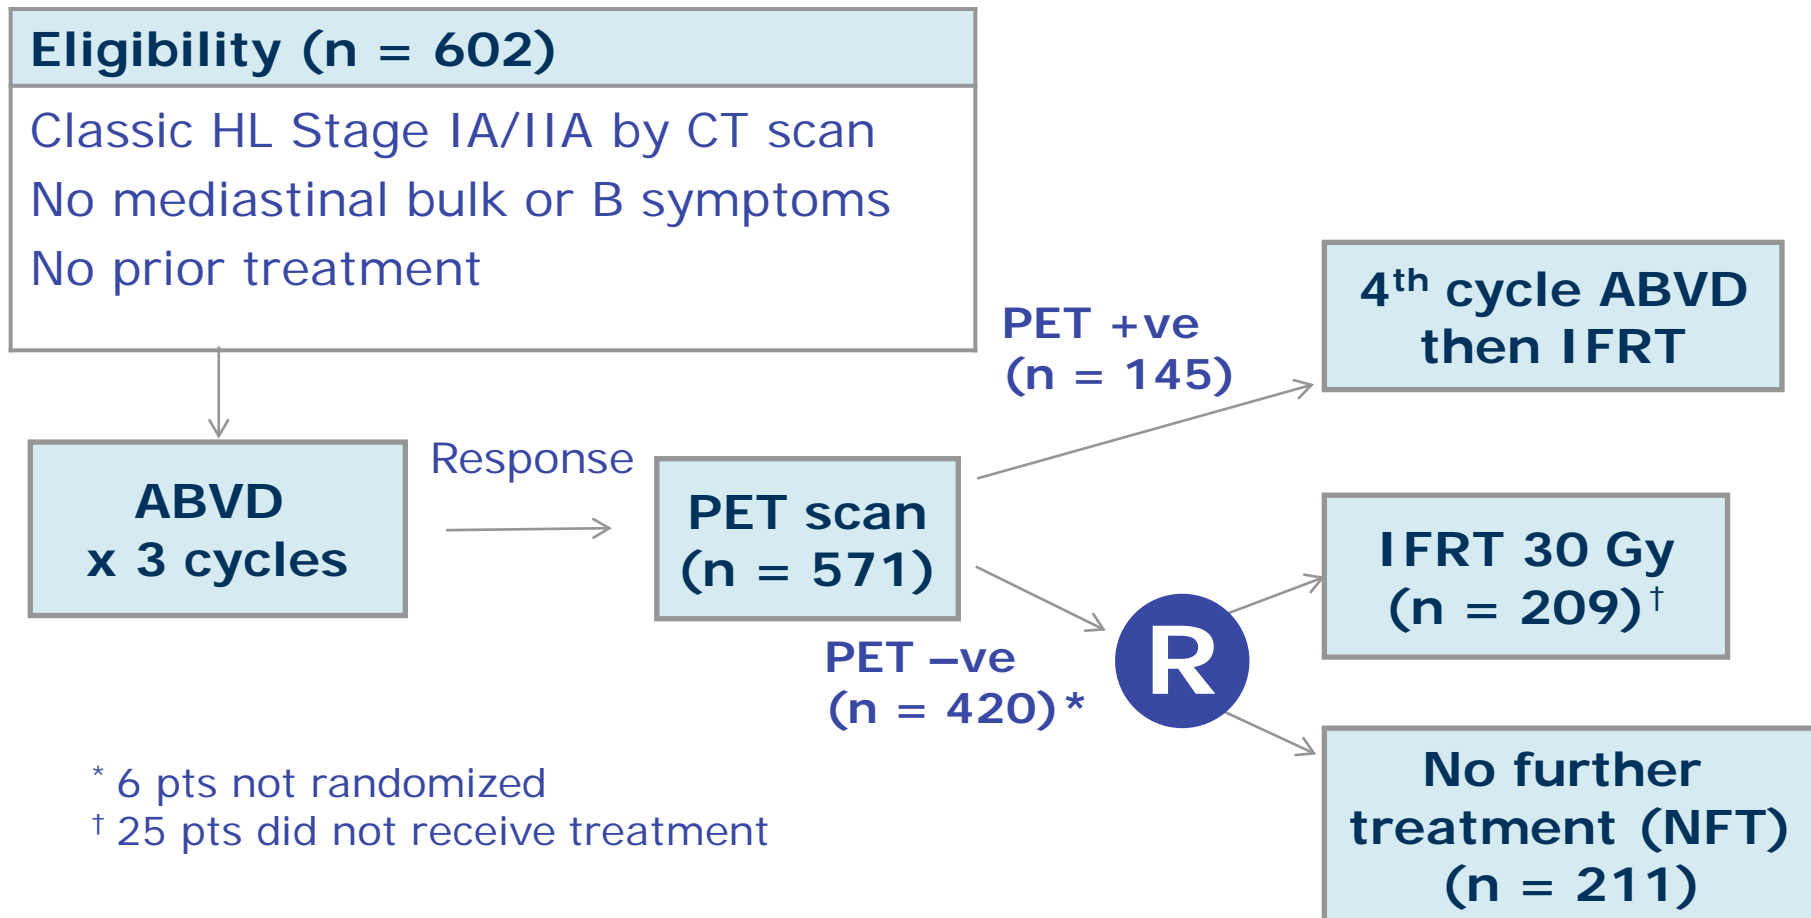 Eligibility (n = 602)
Classic HL Stage IA/IIA by CT scan
No mediastinal bulk or B symptoms
No prior treatment
ABVD
x 3 cycles
Response
PET scan
(n = 571)
PET +ve
(n = 145)
4th cycle ABVD
then IFRT
PET –ve
(n = 420)*
R
IFRT 30 Gy
(n = 209)†
No further
treatment (NFT)
(n = 211)
* 6 pts not randomized
† 25 pts did not receive treatment